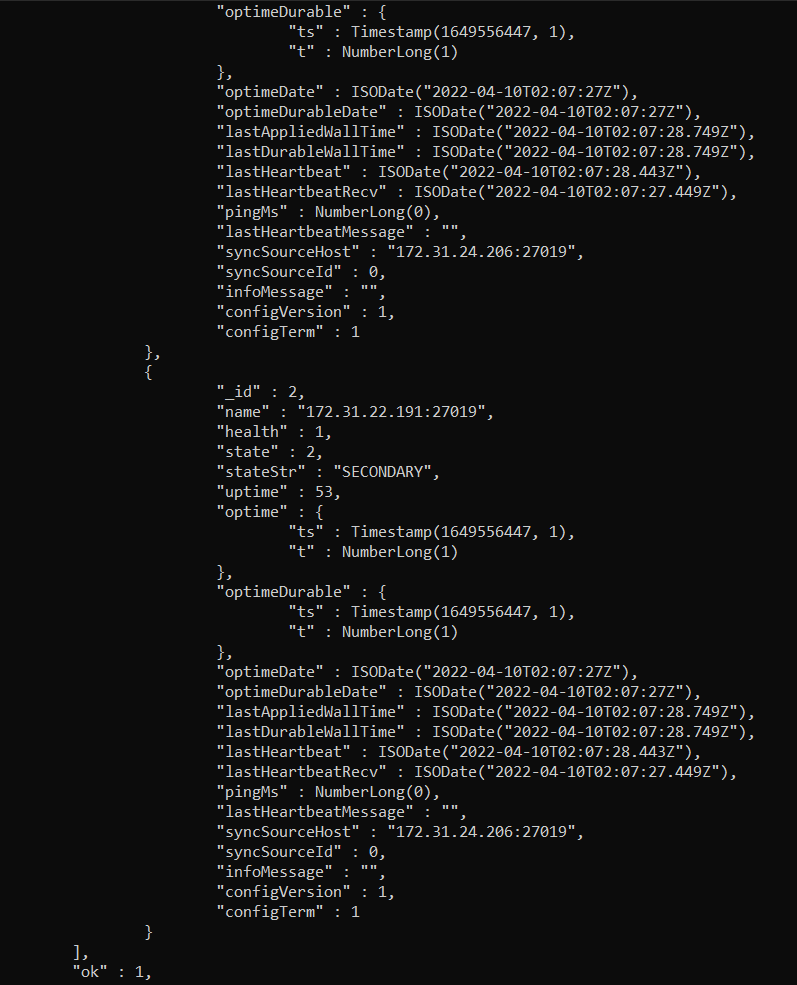 "optimeDurable" : {
"ts" : Timestamp(1649556447, 1),
"t" : NumberLong(1)
},
"optimeDate" : ISODate("2022-04-10T02:07:27Z"),
"optimeDurableDate" : ISODate("2022-04-10T02:07:27Z"),
"lastAppliedWallTime" : ISODate("2022-04-10T02:07:28.749Z"),
"lastDurableWallTime" : ISODate("2022-04-10T02:07:28.749Z"),
"lastHeartbeat" : ISODate("2022-04-10T02:07:28.443Z"),
"lastHeartbeatRecv" : ISODate("2022-04-10T02:07:27.449Z"),
"pingMs" : NumberLong(0),
"lastHeartbeatMessage" : "",
"syncSourceHost" : "172.31.24.206:27019",
"syncSourceId" : 0,
"infoMessage" : "",
"configVersion" : 1,
"configTerm" : 1
},
{
"_id" : 2,
"name" : "172.31.22.191:27019",
"health" : 1,
"state" : 2,
"stateStr" : "SECONDARY",
"uptime" : 53,
"optime" : {
"ts" : Timestamp(1649556447, 1),
"t" : NumberLong(1)
},
"optimeDurable" : {
"ts" : Timestamp(1649556447, 1),
"t" : NumberLong(1)
},
"optimeDate" : ISODate("2022-04-10T02:07:27Z"),
"optimeDurableDate" : ISODate("2022-04-10T02:07:27Z"),
"lastAppliedWallTime" : ISODate("2022-04-10T02:07:28.749Z"),
"lastDurableWallTime" : ISODate("2022-04-10T02:07:28.749Z"),
"lastHeartbeat" : ISODate("2022-04-10T02:07:28.443Z"),
"lastHeartbeatRecv" : ISODate("2022-04-10T02:07:27.449Z"),
"pingMs" : NumberLong(0),
"lastHeartbeatMessage" : "",
"syncSourceHost" : "172.31.24.206:27019",
"syncSourceId" : 0,
"infoMessage" : "",
"configVersion" : 1,
"configTerm" : 1
}
],
"ok" : 1,